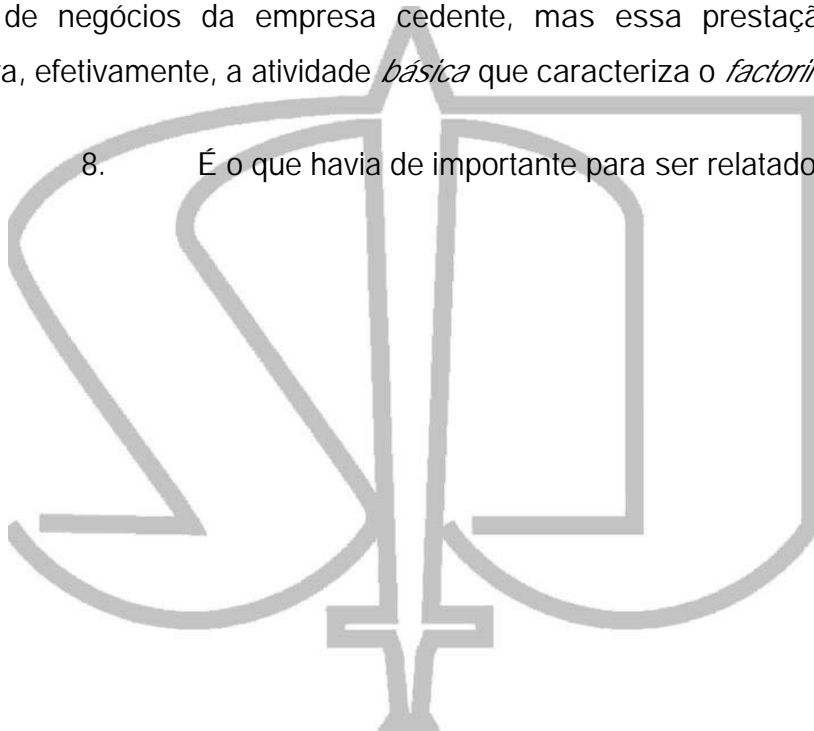 de negócios da empresa cedente, mas essa
efetivamente, a atividade básica que caracteriza o
8. É o que havia de importante para ser relatado